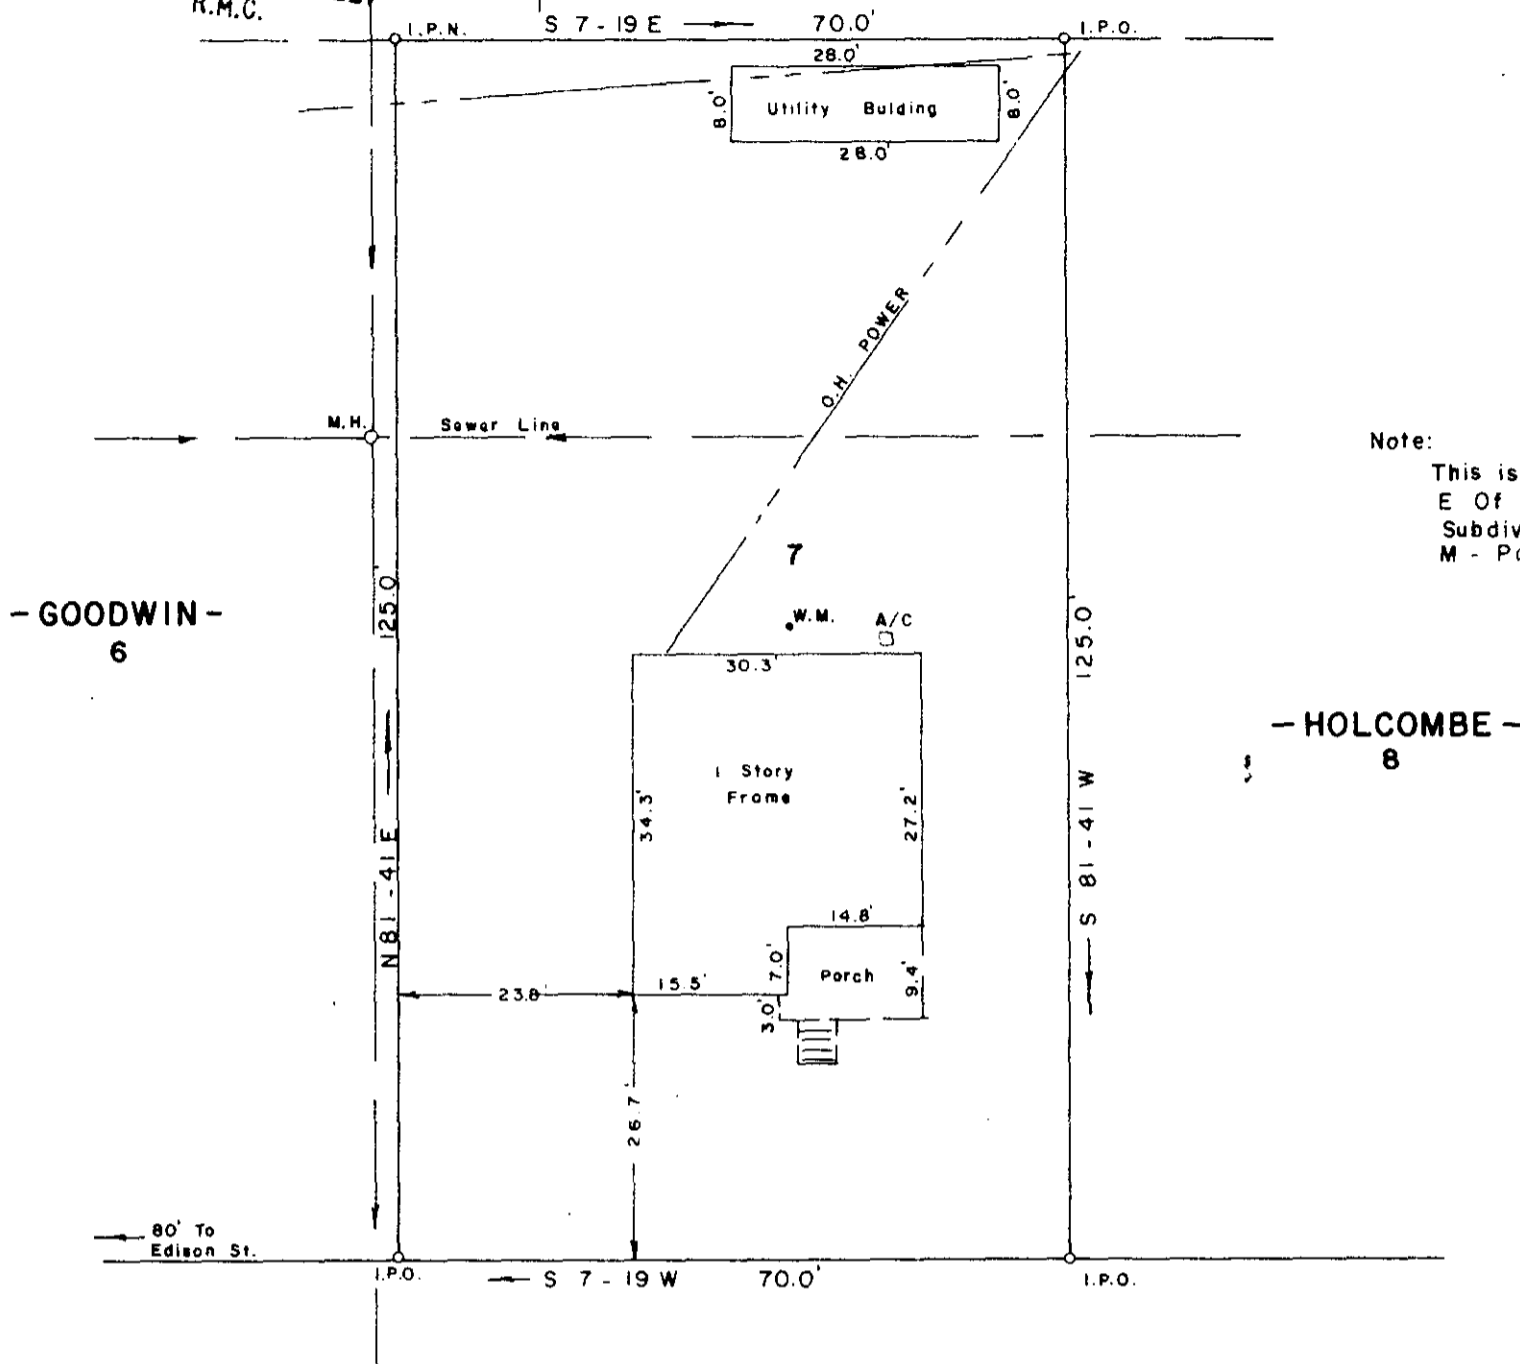 R.M.C.
I.P.N.
S 7-19 E
70.0'
I.P.O.
28.0'
8.0'
Utility Bulding
8.0'
28.0'
O.H. POWER
M.H.
Sewer Line
Note:
This is
E Of
Subdiv
M - Po
7
W.M.
A/C
- GOODWIN -
6
125.0'
125.0'
30.3'
- HOLCOMBE -
8
1 Story
Frame
34.3'
27.2'
N 81-41 E
S 81-41 W
14.8'
7.0'
Porch
9.4'
23.8'
15.5'
3.0'
26.7'
80' To
Edison St.
I.P.O.
S 7-19 W
70.0'
I.P.O.